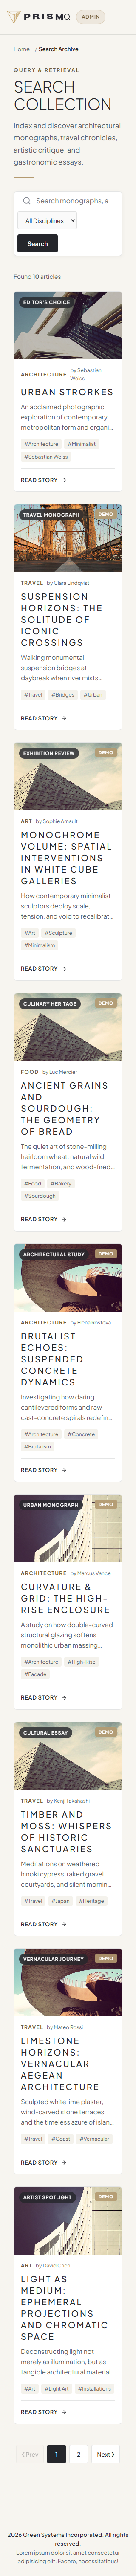 PRISM
ADMIN
Home / Search Archive
QUERY & RETRIEVAL
SEARCH
COLLECTION
Index and discover architectural
monographs, travel chronicles,
artistic critique, and
gastronomic essays.
Search monographs, a
All Disciplines
Search
Found 10 articles
EDITOR'S CHOICE
ARCHITECTURE by Sebastian
Weiss
URBAN STRORKES
An acclaimed photographic
exploration of contemporary
metropolitan form and organi...
#Architecture #Minimalist
#Sebastian Weiss
READ STORY →
TRAVEL MONOGRAPH
DEMO
TRAVEL by Clara Lindqvist
SUSPENSION
HORIZONS: THE
SOLITUDE OF
ICONIC
CROSSINGS
Walking monumental
suspension bridges at
daybreak when river mists...
#Travel #Bridges #Urban
READ STORY →
EXHIBITION REVIEW
DEMO
ART by Sophie Arnault
MONOCHROME
VOLUME: SPATIAL
INTERVENTIONS
IN WHITE CUBE
GALLERIES
How contemporary minimalist
sculptors deploy scale,
tension, and void to recalibrat...
#Art #Sculpture
#Minimalism
READ STORY →
CULINARY HERITAGE
DEMO
FOOD by Luc Mercier
ANCIENT GRAINS
AND
SOURDOUGH:
THE GEOMETRY
OF BREAD
The quiet art of stone-milling
heirloom wheat, natural wild
fermentation, and wood-fired...
#Food #Bakery
#Sourdough
READ STORY →
ARCHITECTURAL STUDY
DEMO
ARCHITECTURE by Elena Rostova
BRUTALIST
ECHOES:
SUSPENDED
CONCRETE
DYNAMICS
Investigating how daring
cantilevered forms and raw
cast-concrete spirals redefin...
#Architecture #Concrete
#Brutalism
READ STORY →
URBAN MONOGRAPH
DEMO
ARCHITECTURE by Marcus Vance
CURVATURE &
GRID: THE HIGH-
RISE ENCLOSURE
A study on how double-curved
structural glazing softens
monolithic urban massing...
#Architecture #High-Rise
#Facade
READ STORY →
CULTURAL ESSAY
DEMO
TRAVEL by Kenji Takahashi
TIMBER AND
MOSS: WHISPERS
OF HISTORIC
SANCTUARIES
Meditations on weathered
hinoki cypress, raked gravel
courtyards, and silent mornin...
#Travel #Japan #Heritage
READ STORY →
VERNACULAR JOURNEY
DEMO
TRAVEL by Mateo Rossi
LIMESTONE
HORIZONS:
VERNACULAR
AEGEAN
ARCHITECTURE
Sculpted white lime plaster,
wind-carved stone terraces,
and the timeless azure of islan...
#Travel #Coast #Vernacular
READ STORY →
ARTIST SPOTLIGHT
DEMO
ART by David Chen
LIGHT AS
MEDIUM:
EPHEMERAL
PROJECTIONS
AND CHROMATIC
SPACE
Deconstructing light not
merely as illumination, but as
tangible architectural material.
#Art #Light Art #Installations
READ STORY →
Prev 1 2 Next
2026 Green Systems Incorporated. All rights
reserved.
Lorem ipsum dolor sit amet consectetur
adipisicing elit. Facere, necessitatibus!